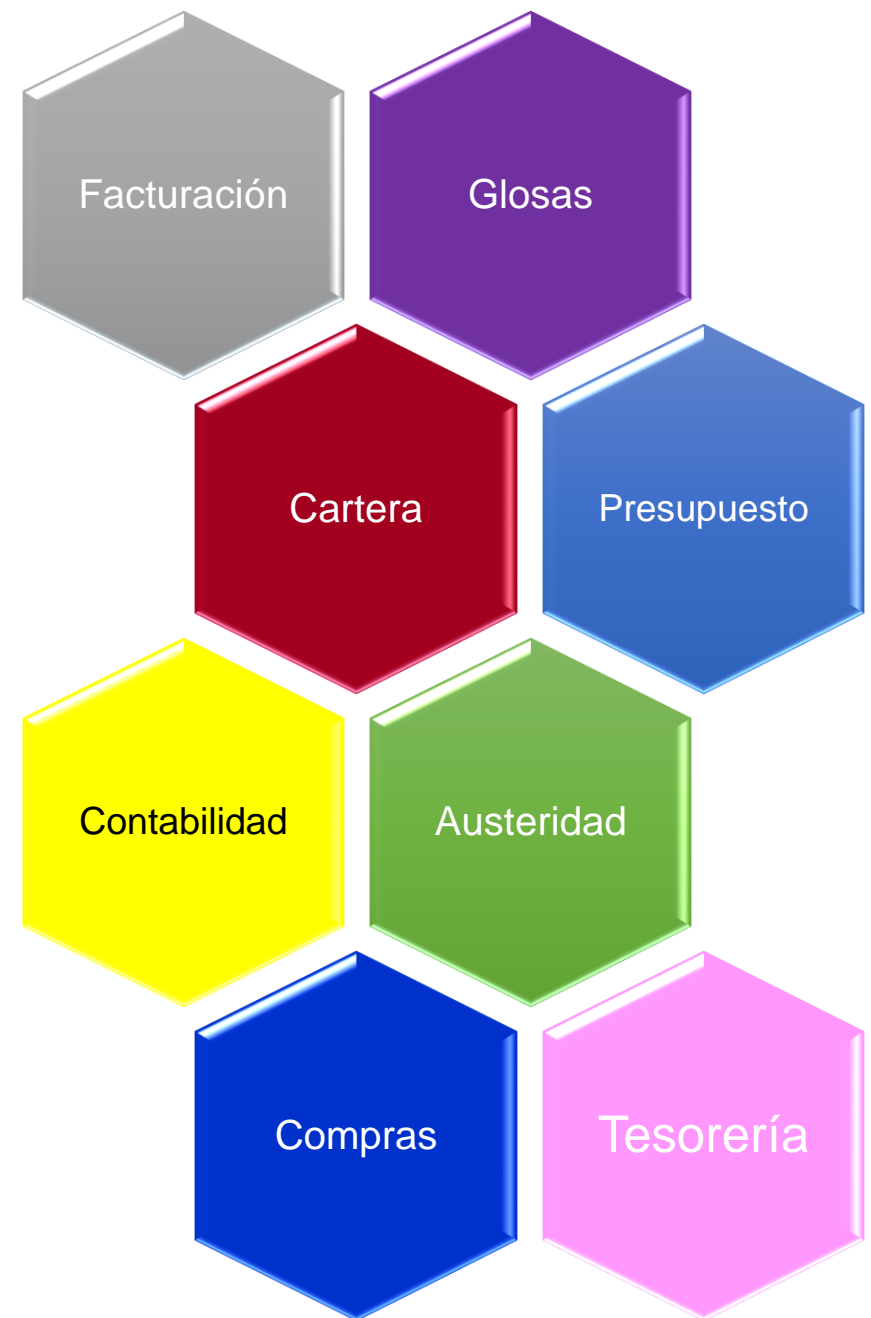 Facturación
Glosas
Cartera
Presupuesto
Contabilidad
Austeridad
Compras
Tesorería